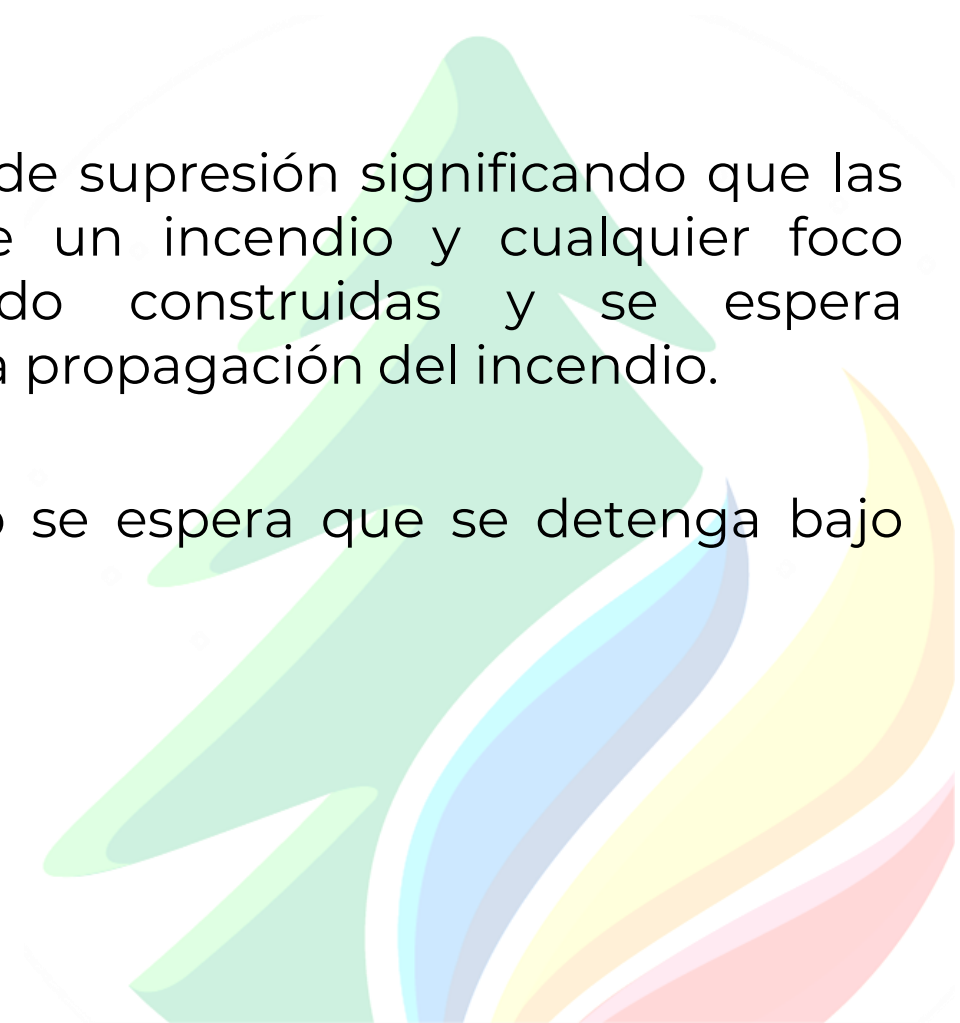 de supresión significando que las
un incendio y cualquier foco
construidas y se espera
propagación del incendio.
se espera que se detenga bajo